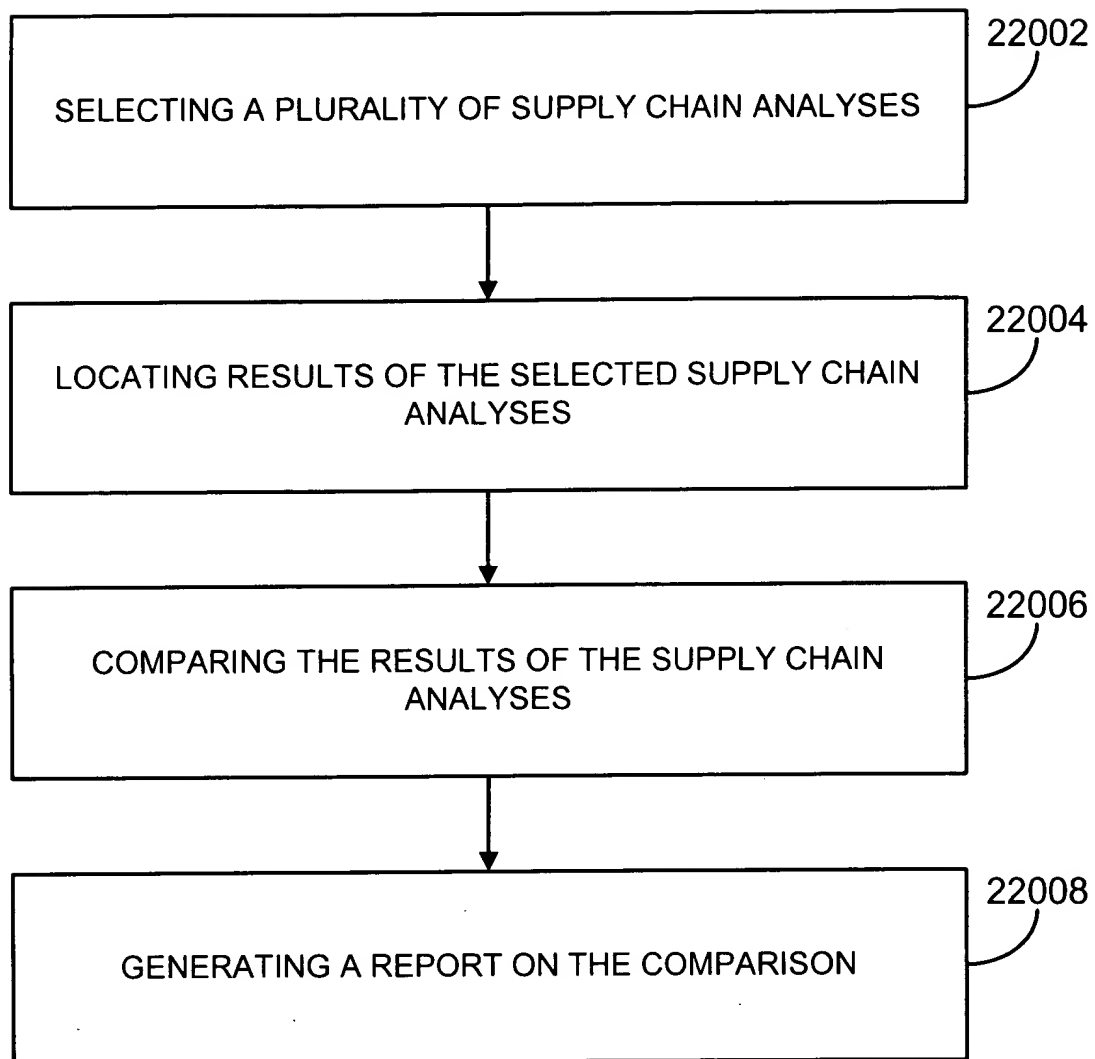 22002
SELECTING A PLURALITY OF SUPPLY CHAIN ANALYSES
22004
LOCATING RESULTS OF THE SELECTED SUPPLY CHAIN
ANALYSES
22006
COMPARING THE RESULTS OF THE SUPPLY CHAIN
ANALYSES
22008
GENERATING A REPORT ON THE COMPARISON